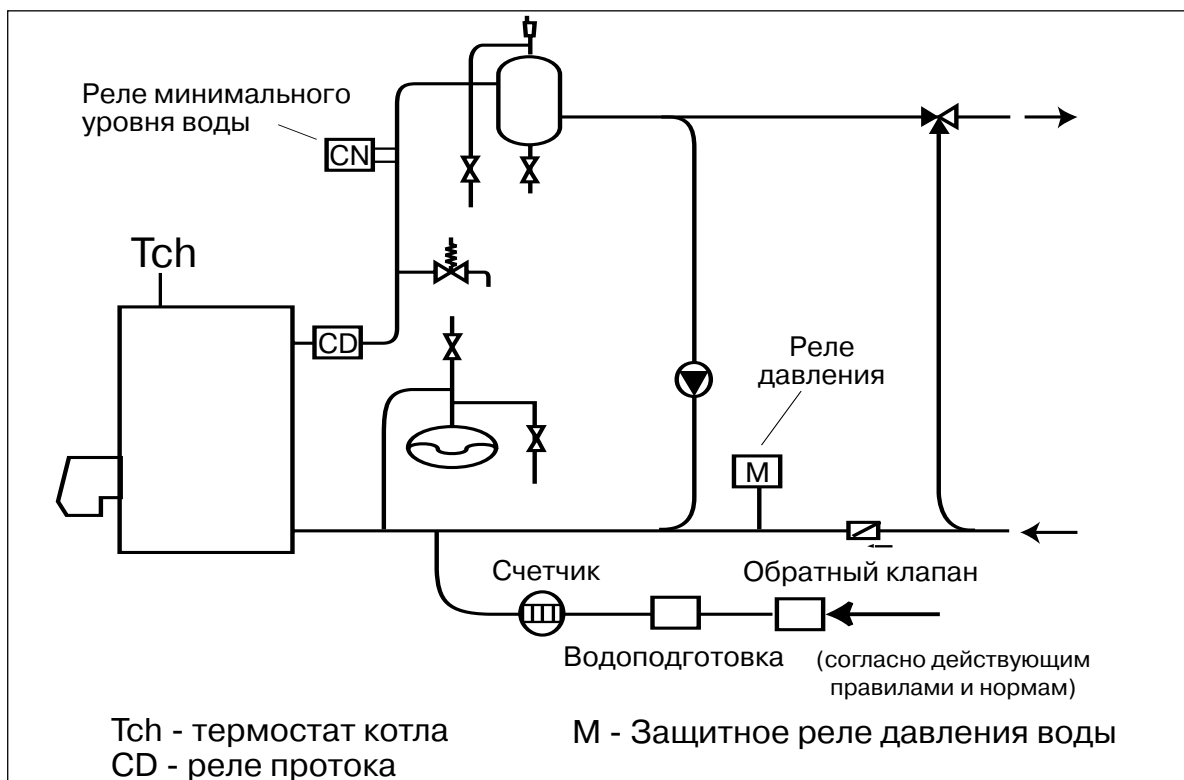 Реле минимального
уровня воды
CN
Tch
CD
Реле
давления
M
Счетчик
Обратный клапан
Водоподготовка
(согласно действующим
правилами и нормам)
Tch - термостат котла
CD - реле протока
M - Защитное реле давления воды